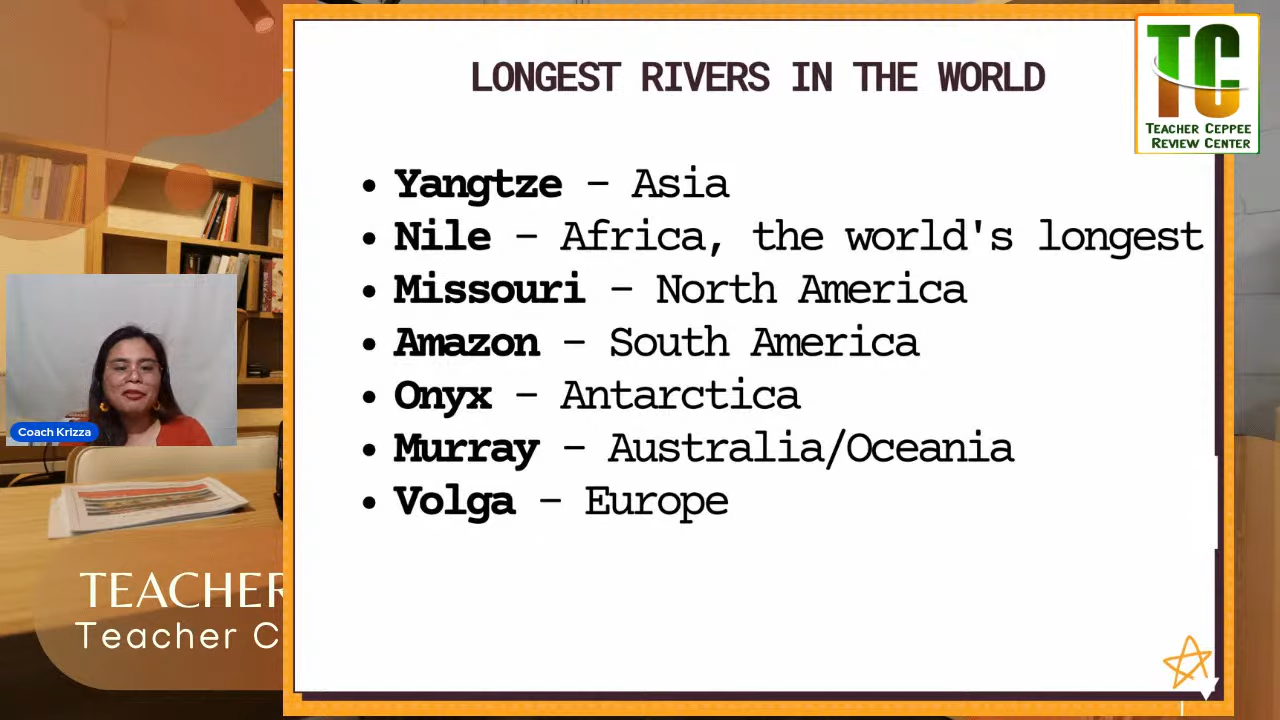 LONGEST RIVERS IN THE WORLD
TC
TEACHER CEPPEE
REVIEW CENTER
• Yangtze – Asia
• Nile – Africa, the world's longest
• Missouri – North America
• Amazon – South America
• Onyx – Antarctica
• Murray – Australia/Oceania
• Volga – Europe
Coach Krizza
TEACHER
Teacher C